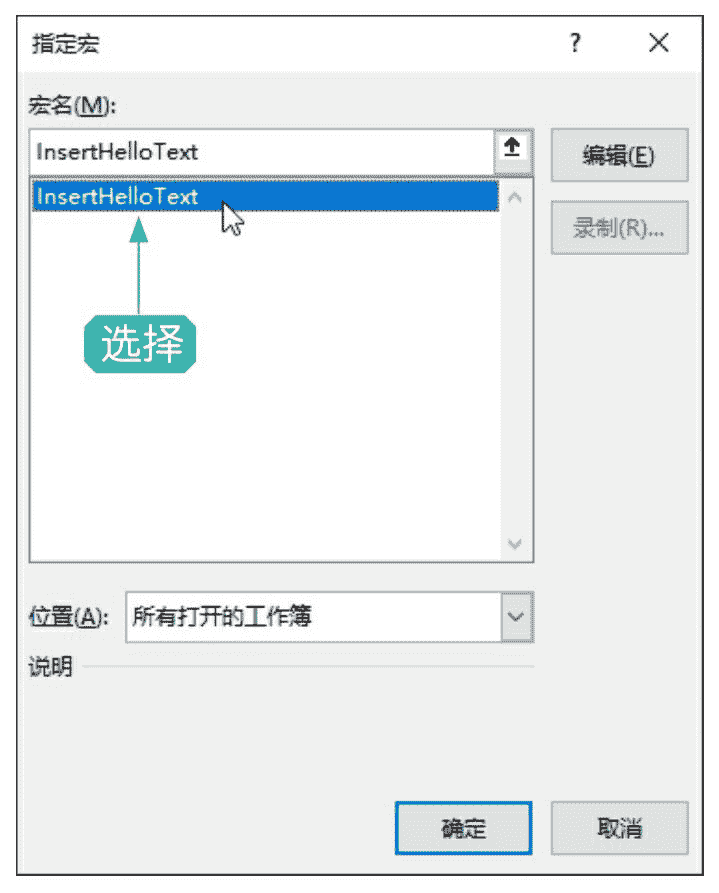 指定宏 ?
宏名(M):
InsertHelloText
编辑(E)
InsertHelloText
录制(R)...
选择
位置(A): 所有打开的工作簿
说明
确定 取消